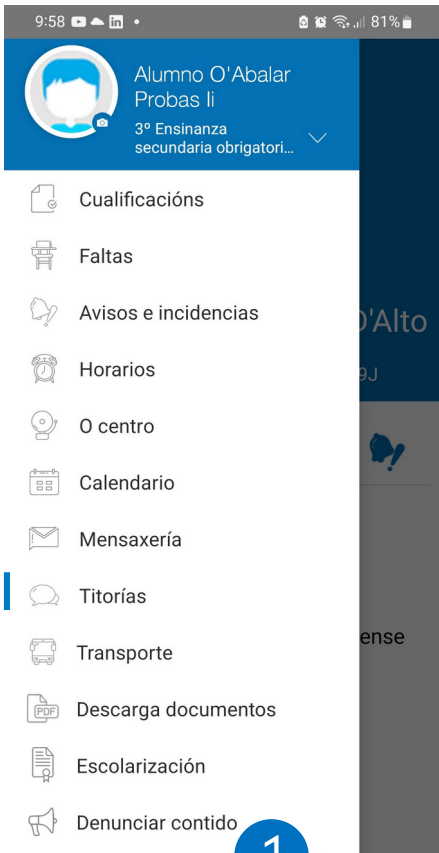 9:58
81%
Alumno O'Abalar
Probas Ii
3º Ensinanza
secundaria obrigatori...
Cualificacións
Faltas
Avisos e incidencias
D'Alto
Horarios
9J
O centro
Calendario
Mensaxería
Titorías
ense
Transporte
PDF
Descarga documentos
Escolarización
Denunciar contido
1